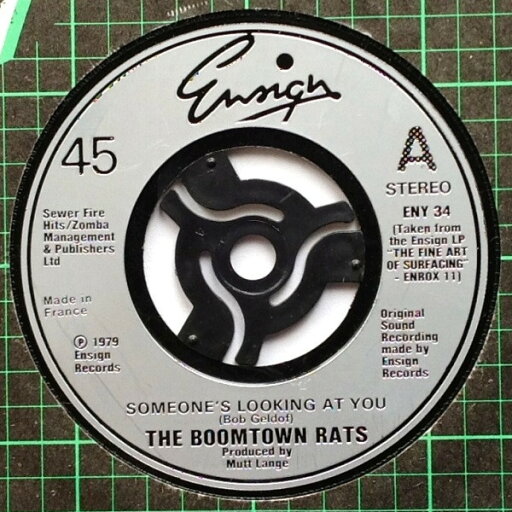 Ensign
45
A
STEREO
Sewer Fire
Hits/Zomba
Management
& Publishers
Ltd
Made in
France
℗ 1979
Ensign
Records
ENY 34
(Taken from
the Ensign LP
"THE FINE ART
OF SURFACING"
- ENROX 11)
Original
Sound
Recording
made by
Ensign
Records
SOMEONE'S LOOKING AT YOU
(Bob Geldof)
THE BOOMTOWN RATS
Produced by
Mutt Lange